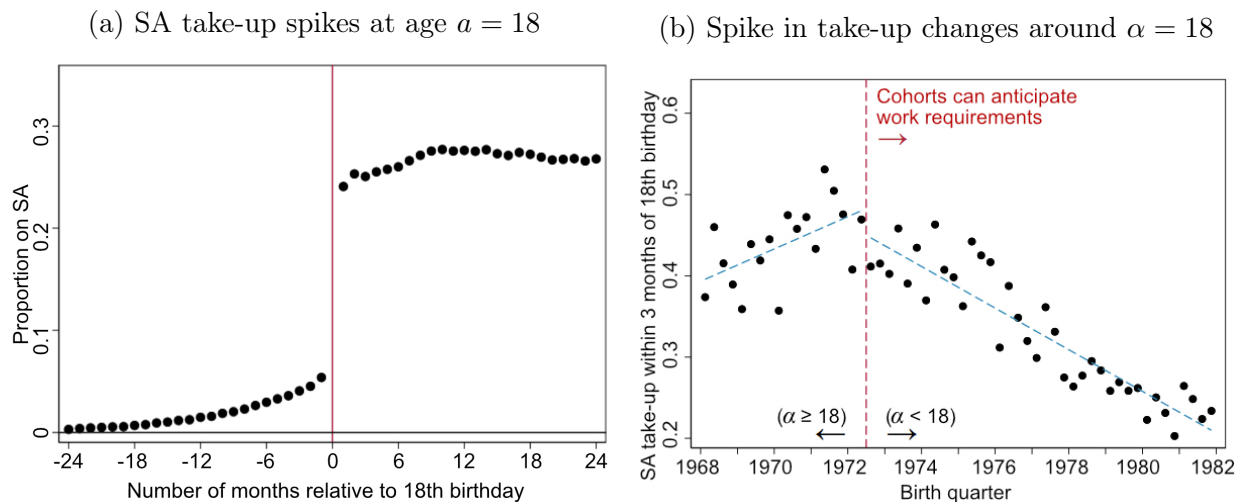 (a) SA take-up spikes at age a = 18
Proportion on SA
0.3
0.2
0.1
0
-24
-18
-12
-6
0
6
12
18
24
Number of months relative to 18th birthday
(b) Spike in take-up changes around α = 18
SA take-up within 3 months of 18th birthday
0.6
0.5
0.4
0.3
0.2
Cohorts can anticipate
work requirements
→
(α ≥ 18)
(α < 18)
←
→
1968
1970
1972
1974
1976
1978
1980
1982
Birth quarter